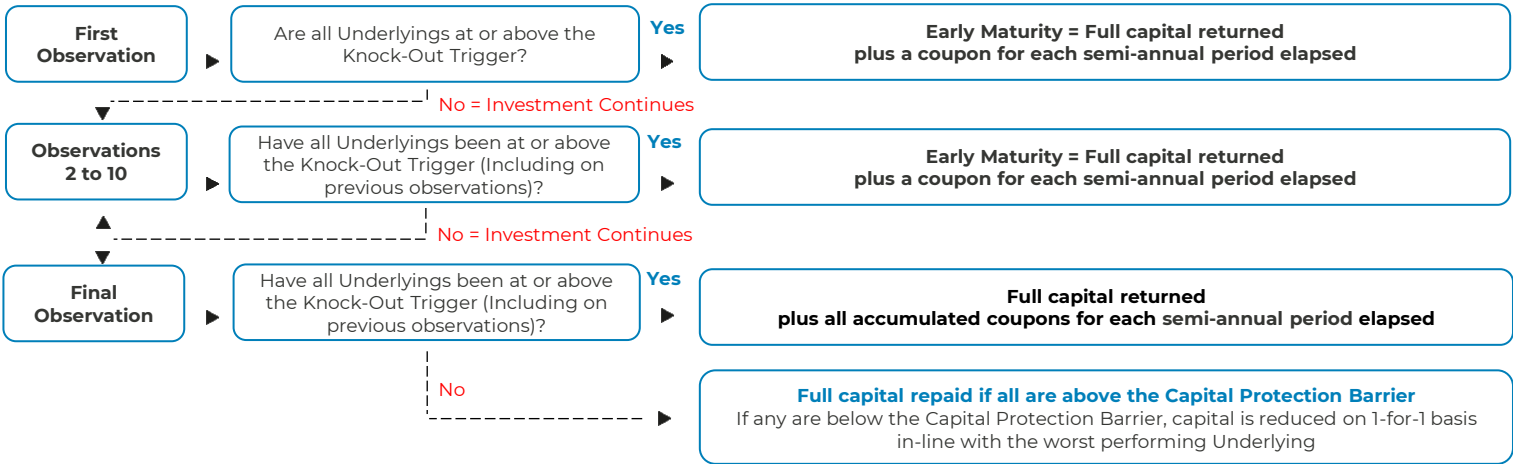 First
Observation
Are all Underlyings at or above the
Knock-Out Trigger?
Yes
Early Maturity = Full capital returned
plus a coupon for each semi-annual period elapsed
No = Investment Continues
Observations
2 to 10
Have all Underlyings been at or above
the Knock-Out Trigger (Including on
previous observations)?
Yes
Early Maturity = Full capital returned
plus a coupon for each semi-annual period elapsed
No = Investment Continues
Final
Observation
Have all Underlyings been at or above
the Knock-Out Trigger (Including on
previous observations)?
Yes
Full capital returned
plus all accumulated coupons for each semi-annual period elapsed
No
Full capital repaid if all are above the Capital Protection Barrier
If any are below the Capital Protection Barrier, capital is reduced on 1-for-1 basis
in-line with the worst performing Underlying